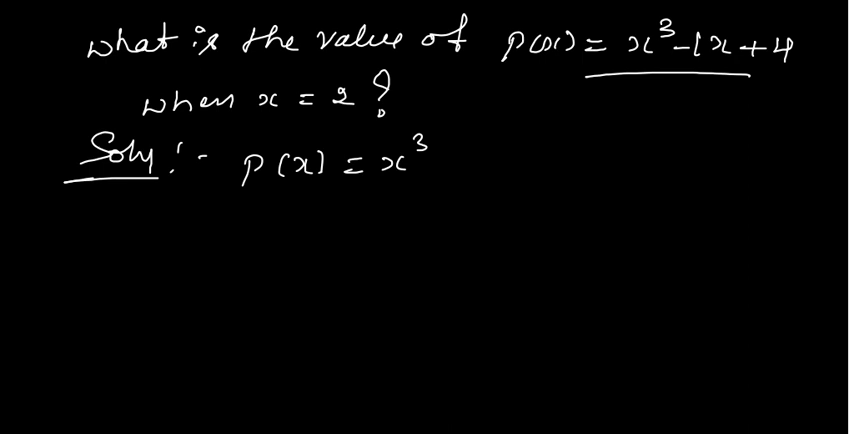 what is the value of p(x) = x³ - 1x + 4
when x = 2 ?
Soln :- p(x) = x³